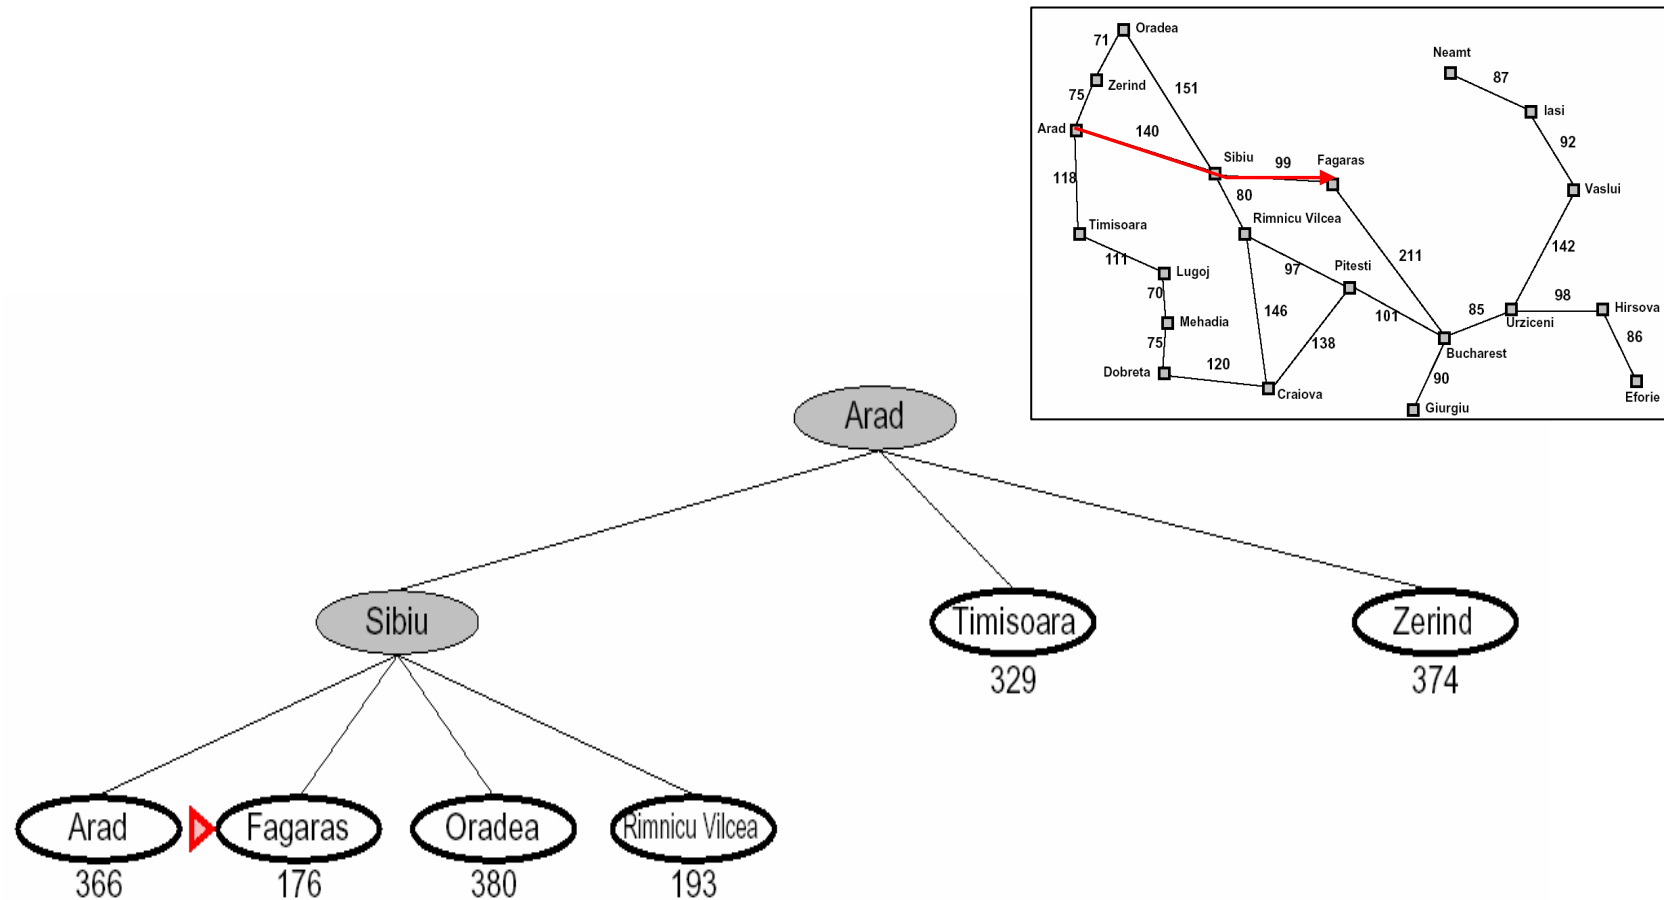 Oradea
71
Neamt
87
Zerind
151
75
Iasi
Arad
140
92
Sibiu
99
Fagaras
118
80
Vaslui
Rimnicu Vilcea
Timisoara
142
111
211
Pitesti
97
Lugoj
70
98
Hirsova
146
101
85
Urziceni
Mehadia
86
75
138
Bucharest
120
Dobreta
90
Craiova
Eforie
Giurgiu
Arad
Sibiu
Timisoara
Zerind
329
374
Arad
Fagaras
Oradea
Rimnicu Vilcea
366
176
380
193